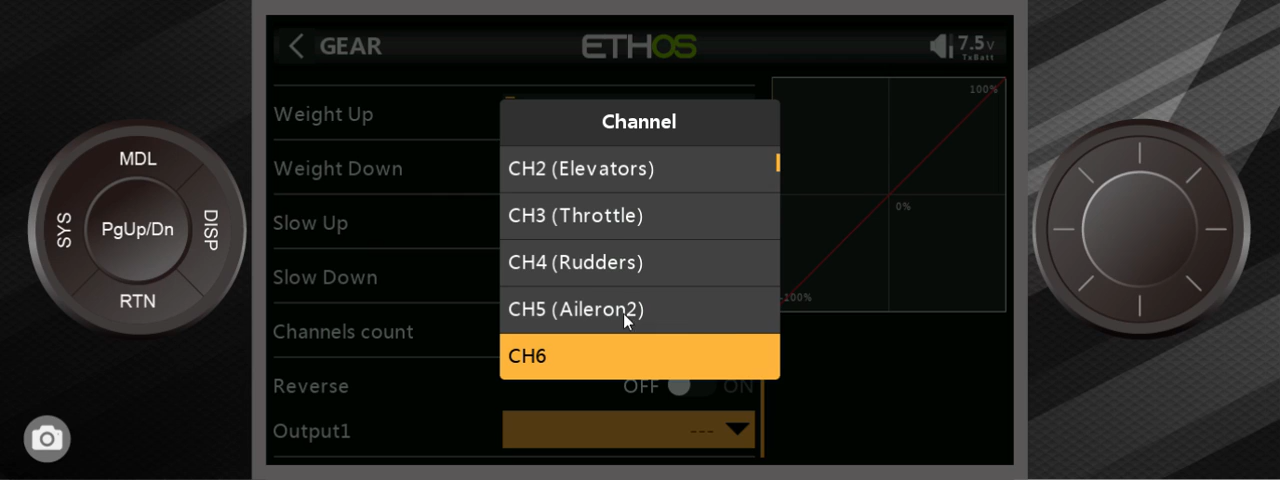 MDL
SYS
PgUp/Dn
DISP
RTN
GEAR
ETHOS
7.5V
TxBatt
Weight Up
Weight Down
Slow Up
Slow Down
Channels count
Reverse
OFF
ON
Output1
---
Channel
CH2 (Elevators)
CH3 (Throttle)
CH4 (Rudders)
CH5 (Aileron2)
CH6
100%
0%
-100%